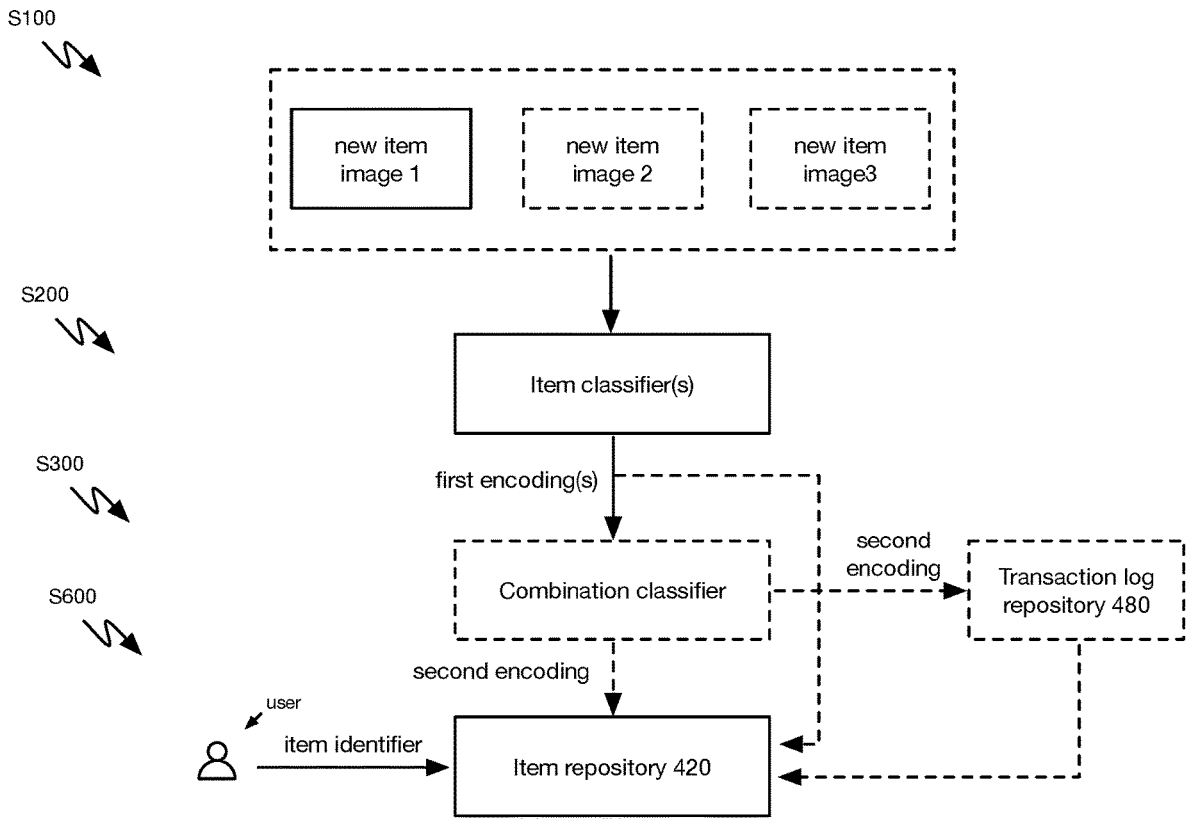 S100
new item
image 1
new item
image 2
new item
image3
S200
Item classifier(s)
S300
first encoding(s)
second
encoding
Combination classifier
Transaction log
repository 480
S600
second encoding
user
item identifier
Item repository 420